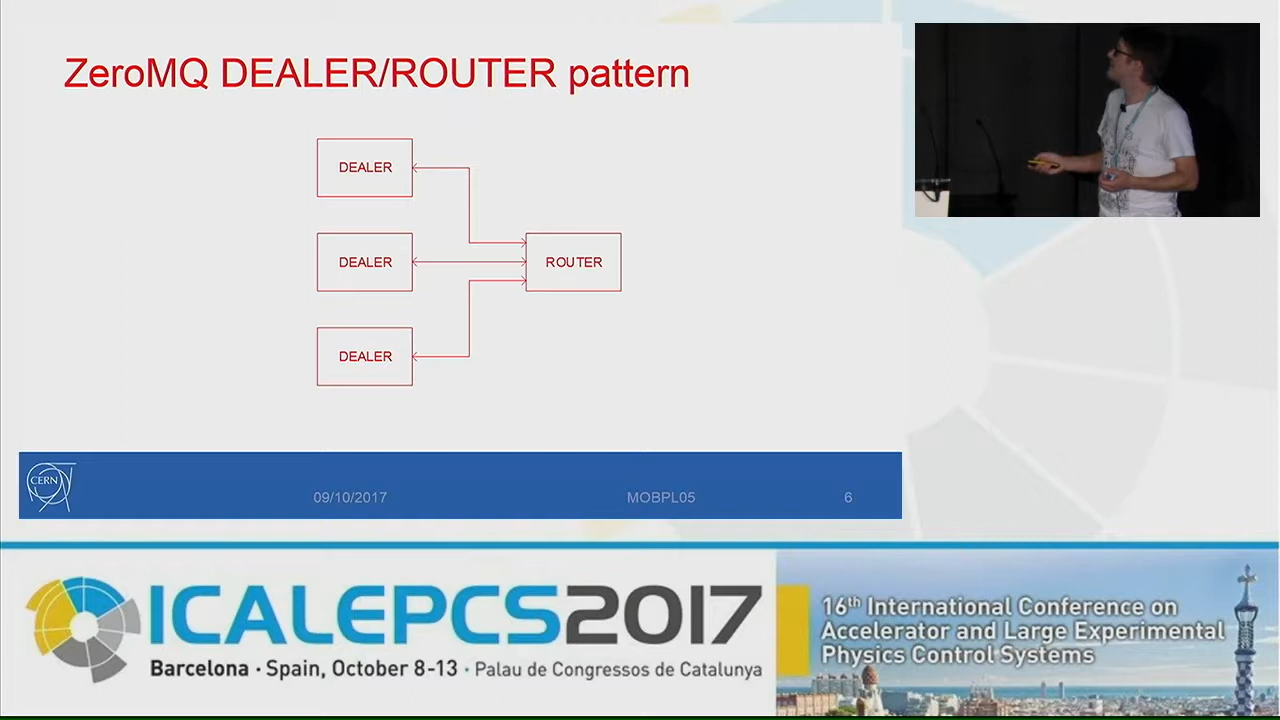 ZeroMQ DEALER/ROUTER pattern
DEALER
DEALER
ROUTER
DEALER
CERN
09/10/2017
MOBPL05
6
ICALEPCS2017
Barcelona · Spain, October 8-13 · Palau de Congressos de Catalunya
16th International Conference on
Accelerator and Large Experimental
Physics Control Systems